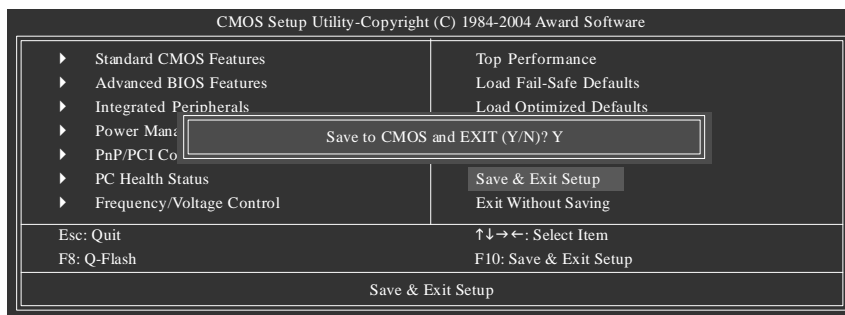 CMOS Setup Utility-Copyright (C) 1984-2004 Award Software
Standard CMOS Features
Top Performance
Advanced BIOS Features
Load Fail-Safe Defaults
Integrated Peripherals
Load Optimized Defaults
Power Mana
Save to CMOS and EXIT (Y/N)? Y
PnP/PCI Co
PC Health Status
Save & Exit Setup
Frequency/Voltage Control
Exit Without Saving
Esc: Quit
↑↓→←: Select Item
F8: Q-Flash
F10: Save & Exit Setup
Save & Exit Setup